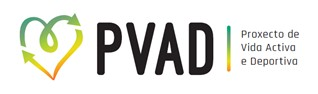 PVAD
Proxecto de
Vida Activa
e Deportiva